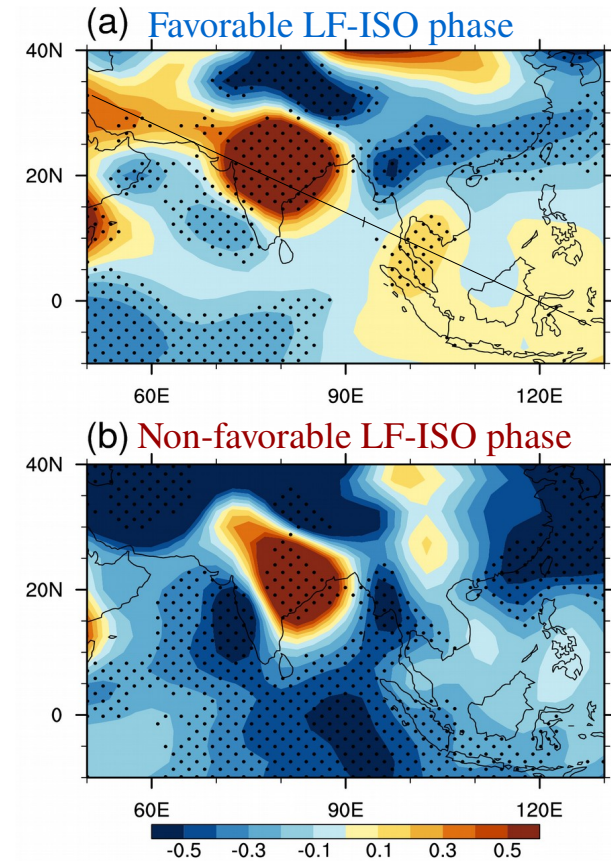 (a) Favorable LF-ISO phase
40N
20N
0
60E 90E 120E
(b) Non-favorable LF-ISO phase
40N
20N
0
60E 90E 120E
-0.5 -0.3 -0.1 0.1 0.3 0.5